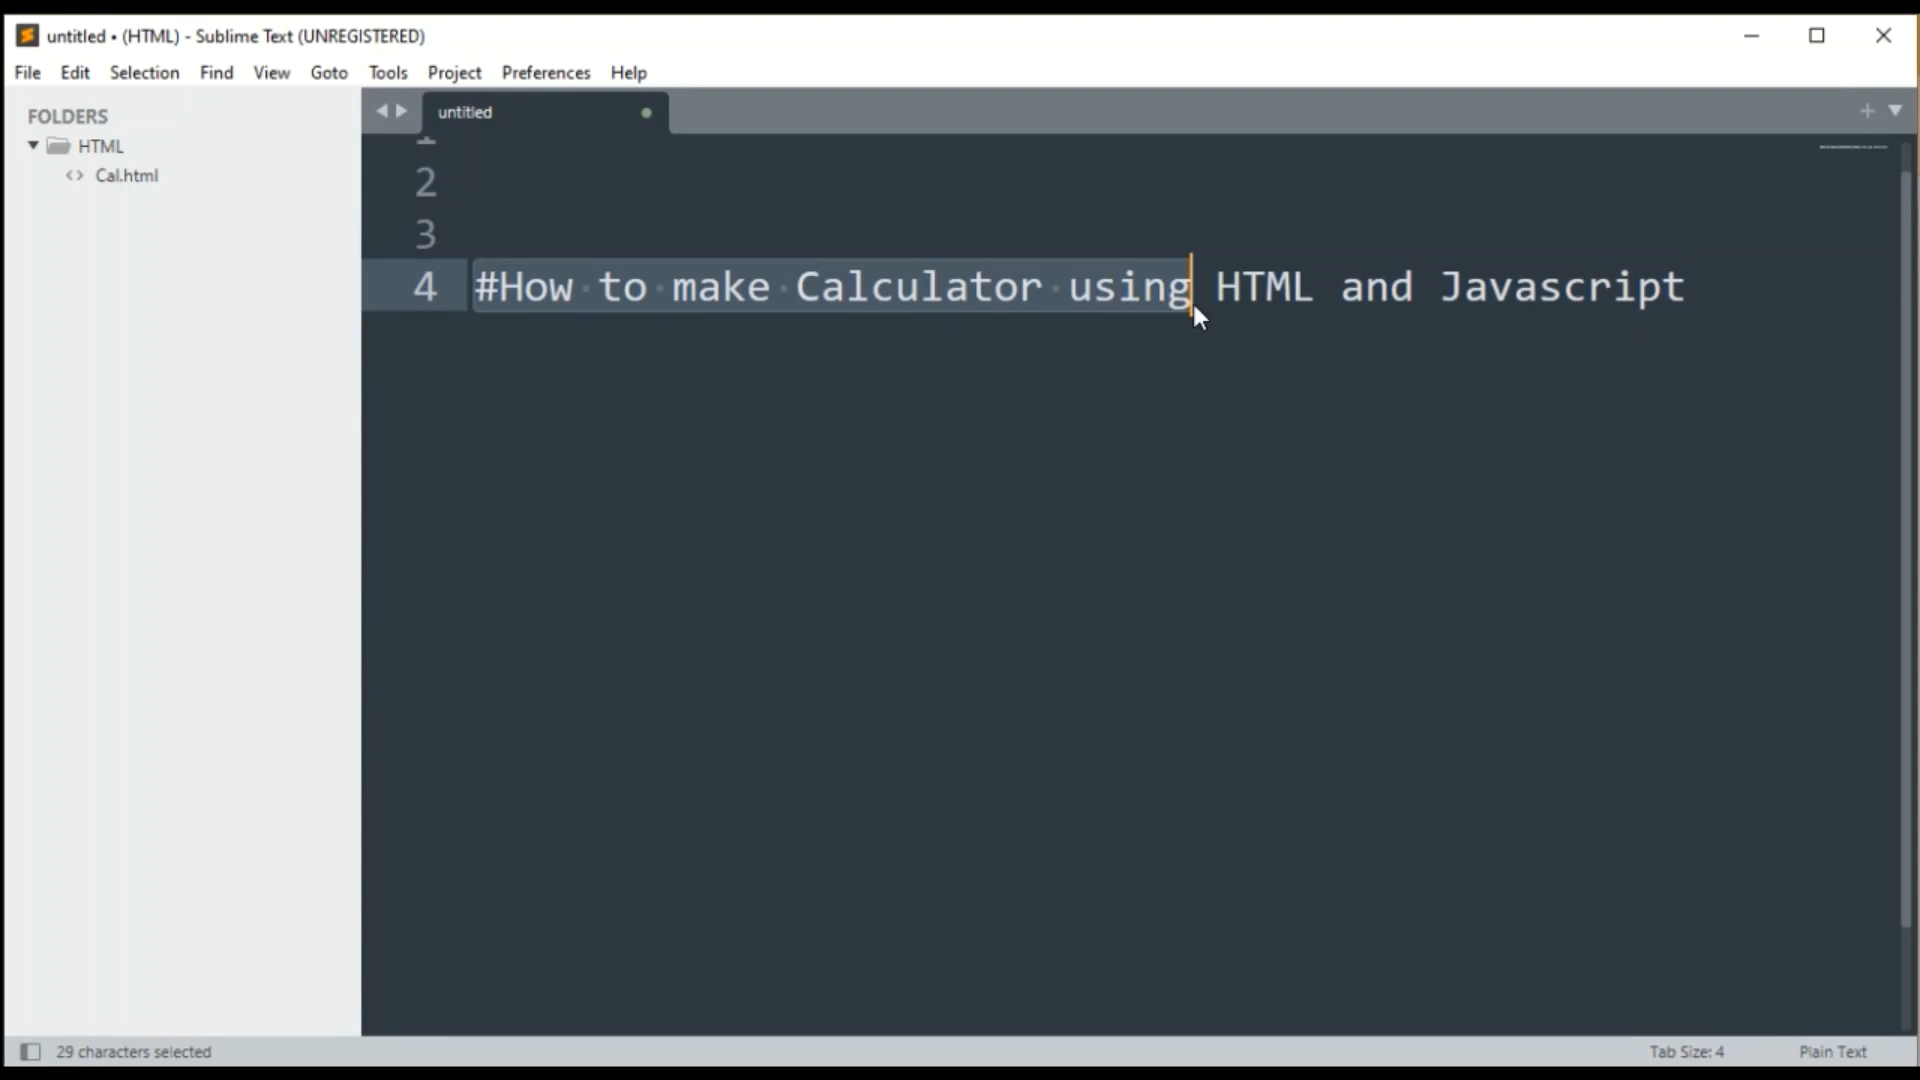 untitled • (HTML) - Sublime Text (UNREGISTERED)
File Edit Selection Find View Goto Tools Project Preferences Help
FOLDERS
HTML
Cal.html
untitled
2
3
4 #How to make Calculator using HTML and Javascript
29 characters selected
Tab Size: 4
Plain Text